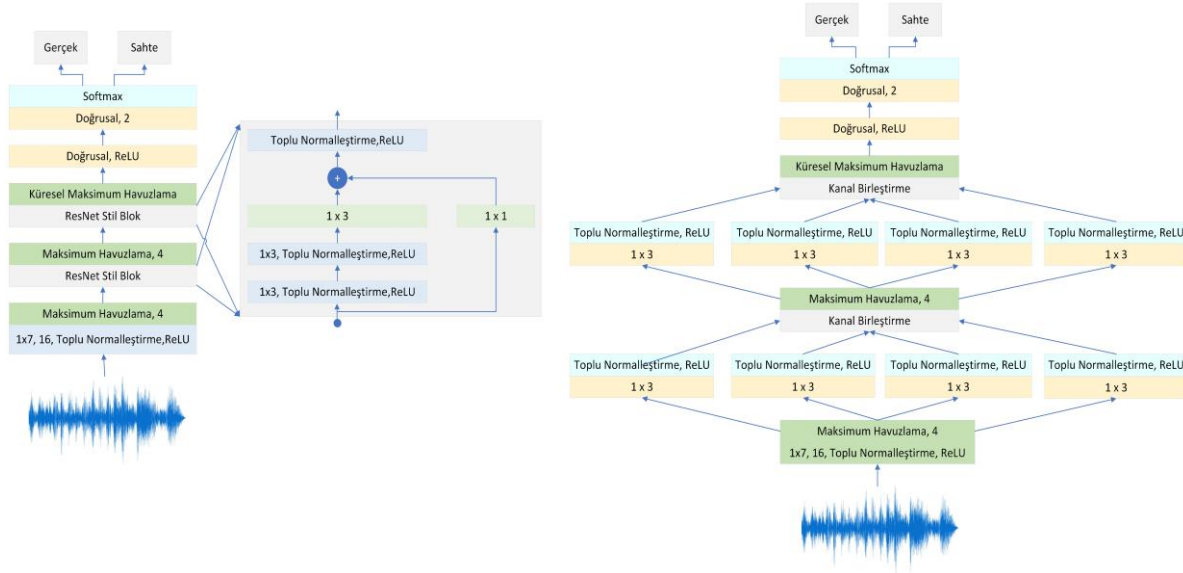 Gerçek
Sahte
Softmax
Doğrusal, 2
Doğrusal, ReLU
Küresel Maksimum Havuzlama
ResNet Stil Blok
Maksimum Havuzlama, 4
ResNet Stil Blok
Maksimum Havuzlama, 4
1x7, 16, Toplu Normalleştirme,ReLU
Toplu Normalleştirme,ReLU
+
1 x 3
1 x 1
1x3, Toplu Normalleştirme,ReLU
1x3, Toplu Normalleştirme,ReLU
Gerçek
Sahte
Softmax
Doğrusal, 2
Doğrusal, ReLU
Küresel Maksimum Havuzlama
Kanal Birleştirme
Toplu Normalleştirme, ReLU
Toplu Normalleştirme, ReLU
Toplu Normalleştirme, ReLU
Toplu Normalleştirme, ReLU
1 x 3
1 x 3
1 x 3
1 x 3
Maksimum Havuzlama, 4
Kanal Birleştirme
Toplu Normalleştirme, ReLU
Toplu Normalleştirme, ReLU
Toplu Normalleştirme, ReLU
Toplu Normalleştirme, ReLU
1 x 3
1 x 3
1 x 3
1 x 3
Maksimum Havuzlama, 4
1x7, 16, Toplu Normalleştirme, ReLU